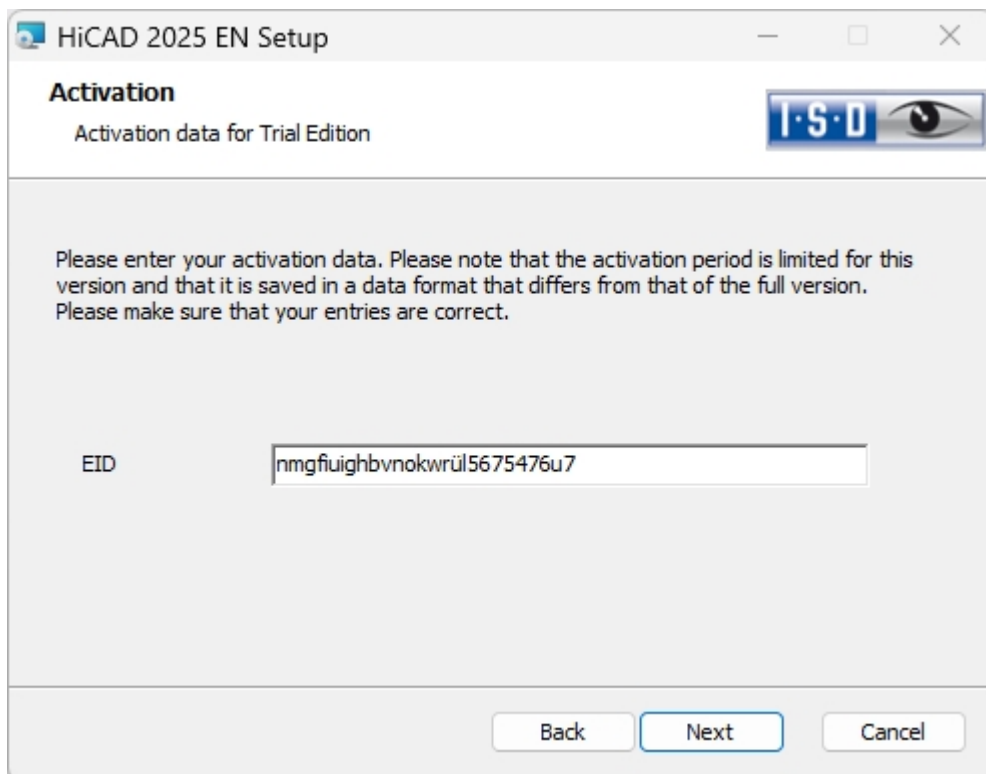 HiCAD 2025 EN Setup
Activation
Activation data for Trial Edition
I·S·D
Please enter your activation data. Please note that the activation period is limited for this
version and that it is saved in a data format that differs from that of the full version.
Please make sure that your entries are correct.
EID
nmgfiuighbvnokwrül5675476u7
Back
Next
Cancel